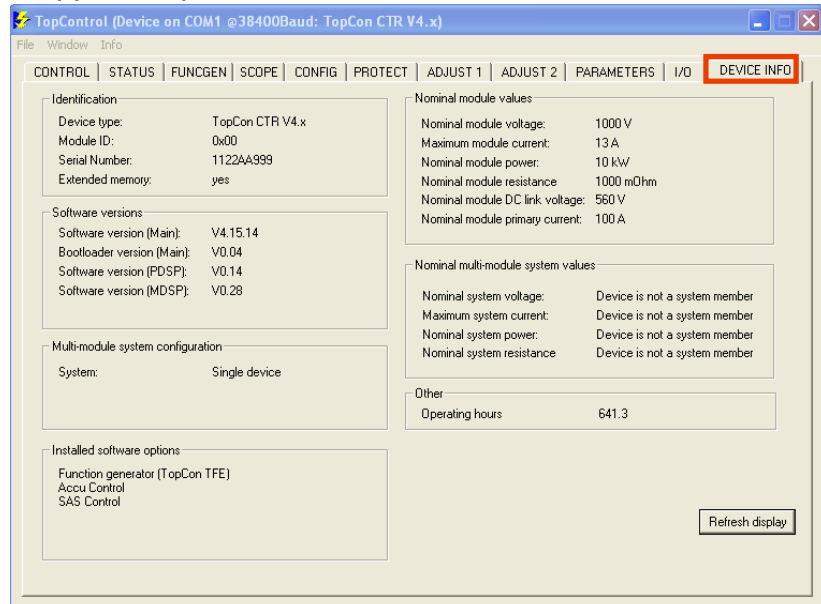 TopControl (Device on COM1 @38400Baud: TopCon CTR V4.x)
File Window Info
CONTROL STATUS FUNCGEN SCOPE CONFIG PROTECT ADJUST 1 ADJUST 2 PARAMETERS I/O DEVICE INFO
Identification
Device type: TopCon CTR V4.x
Module ID: 0x00
Serial Number: 1122AA999
Extended memory: yes
Software versions
Software version (Main): V4.15.14
Bootloader version (Main): V0.04
Software version (PDSP): V0.14
Software version (MDSP): V0.28
Multi-module system configuration
System: Single device
Installed software options
Function generator (TopCon TFE)
Accu Control
SAS Control
Nominal module values
Nominal module voltage: 1000 V
Maximum module current: 13 A
Nominal module power: 10 kW
Nominal module resistance 1000 mOhm
Nominal module DC link voltage: 560 V
Nominal module primary current: 100 A
Nominal multi-module system values
Nominal system voltage: Device is not a system member
Maximum system current: Device is not a system member
Nominal system power: Device is not a system member
Nominal system resistance Device is not a system member
Other
Operating hours 641.3
Refresh display